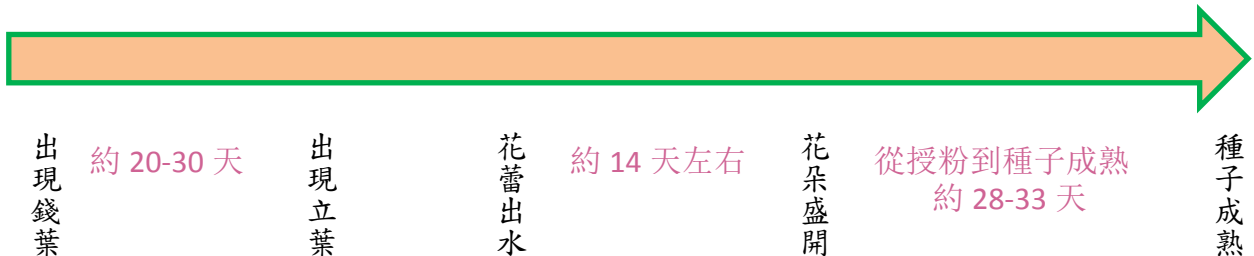 出現錢葉
約 20-30 天
出現立葉
花蕾出水
約 14 天左右
花朵盛開
從授粉到種子成熟
約 28-33 天
種子成熟